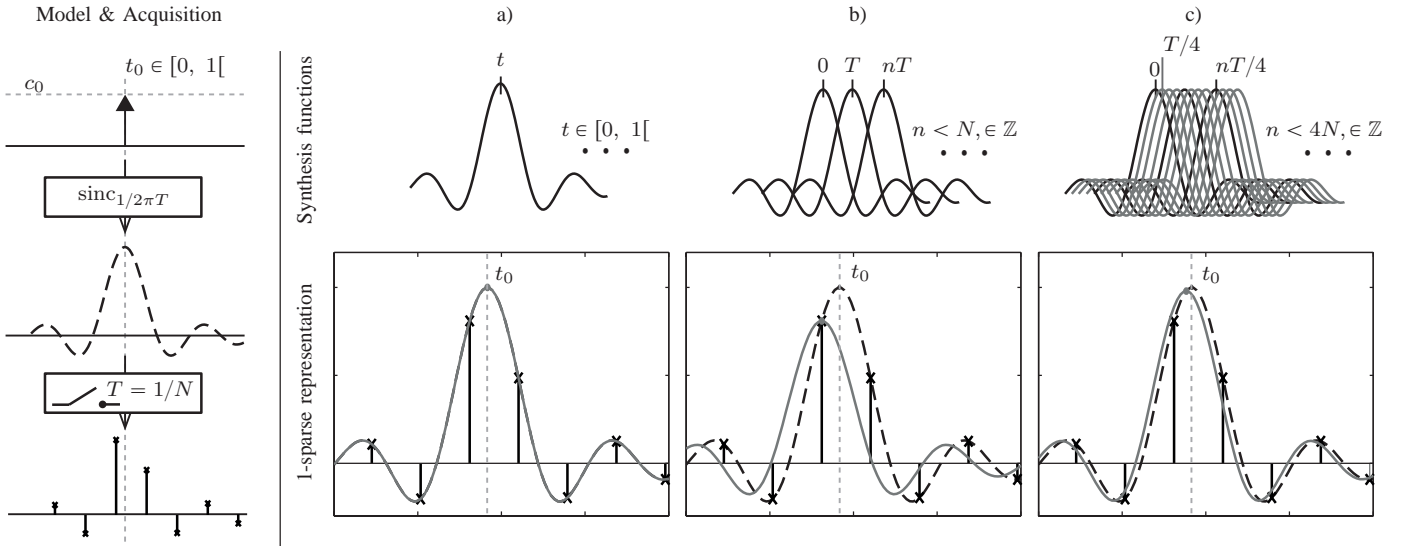 Model & Acquisition
a)
b)
c)
c₀
t₀ ∈ [0, 1[
sinc₁/₂πT
T = 1/N
Synthesis functions
t
t ∈ [0, 1[
• • •
0 T nT
n < N, ∈ ℤ
• • •
T/4
0 nT/4
n < 4N, ∈ ℤ
• • •
1-sparse representation
t₀
t₀
t₀